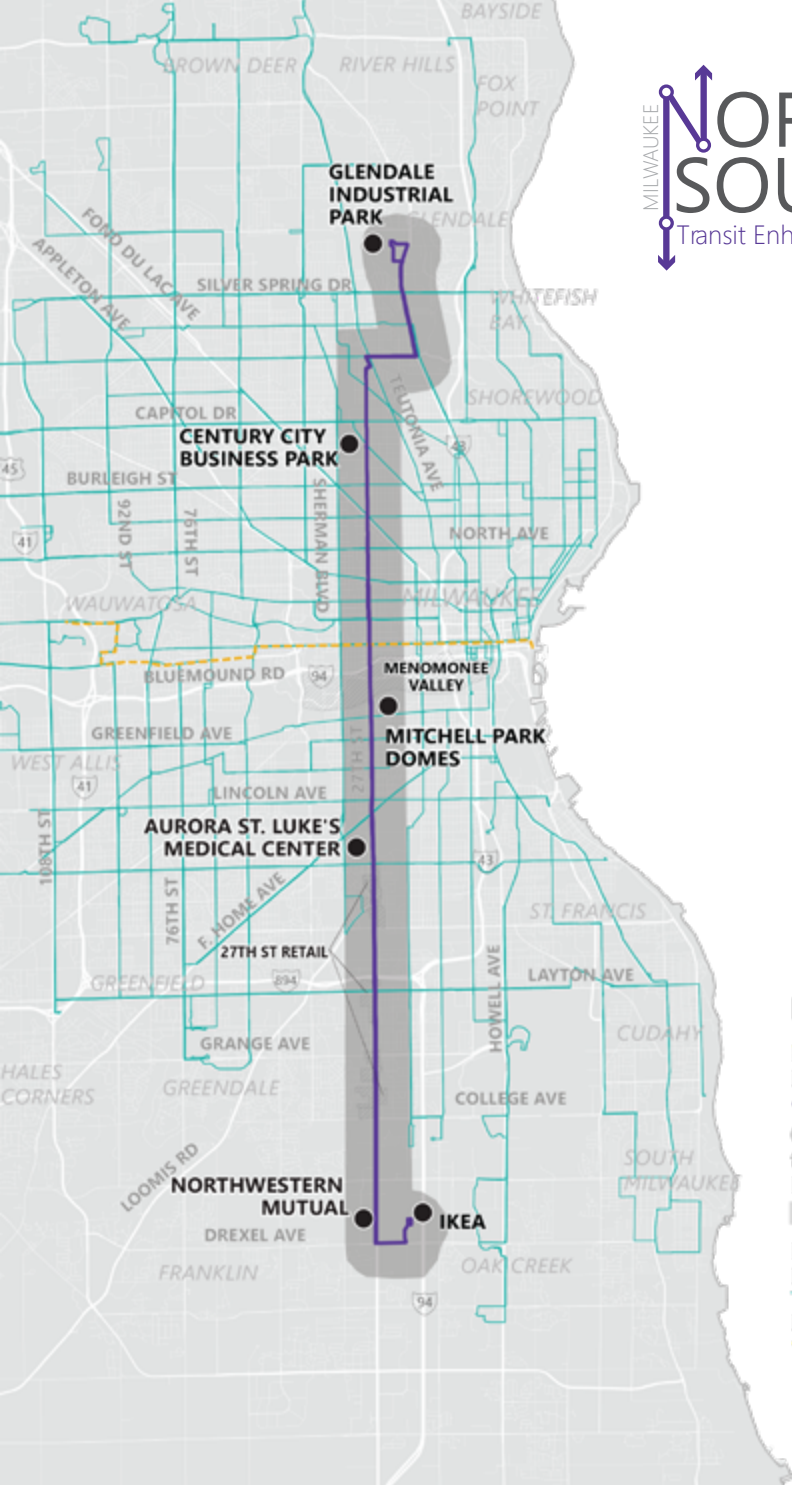 BAYSIDE
BROWN DEER
RIVER HILLS
FOX
POINT
MILWAUKEE
NOR
SOU
Transit Enh
GLENDALE
INDUSTRIAL
PARK
GLENDALE
FOND DU LAC AVE
APPLETON AVE
SILVER SPRING DR
WHITEFISH
BAY
TEUTONIA AVE
SHOREWOOD
CAPITOL DR
CENTURY CITY
BUSINESS PARK
43
45
BURLEIGH ST
92ND ST
76TH ST
SHERMAN BLVD
41
NORTH AVE
WAUWATOSA
MILWAUKEE
BLUEMOUND RD
94
MENOMONEE
VALLEY
MITCHELL PARK
DOMES
GREENFIELD AVE
27TH ST
WEST ALLIS
41
LINCOLN AVE
108TH ST
AURORA ST. LUKE'S
MEDICAL CENTER
43
76TH ST
F. HOME AVE
ST. FRANCIS
27TH ST RETAIL
HOWELL AVE
LAYTON AVE
GREENFIELD
894
CUDAHY
GRANGE AVE
HALES
CORNERS
GREENDALE
COLLEGE AVE
LOOMIS RD
SOUTH
MILWAUKEE
NORTHWESTERN
MUTUAL
IKEA
DREXEL AVE
FRANKLIN
OAK CREEK
94